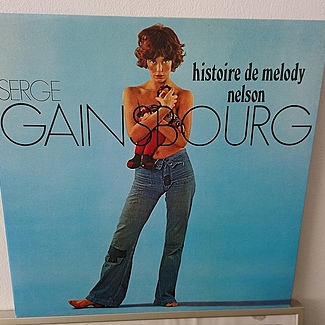 histoire de melody
nelson
SERGE
GAINSBOURG